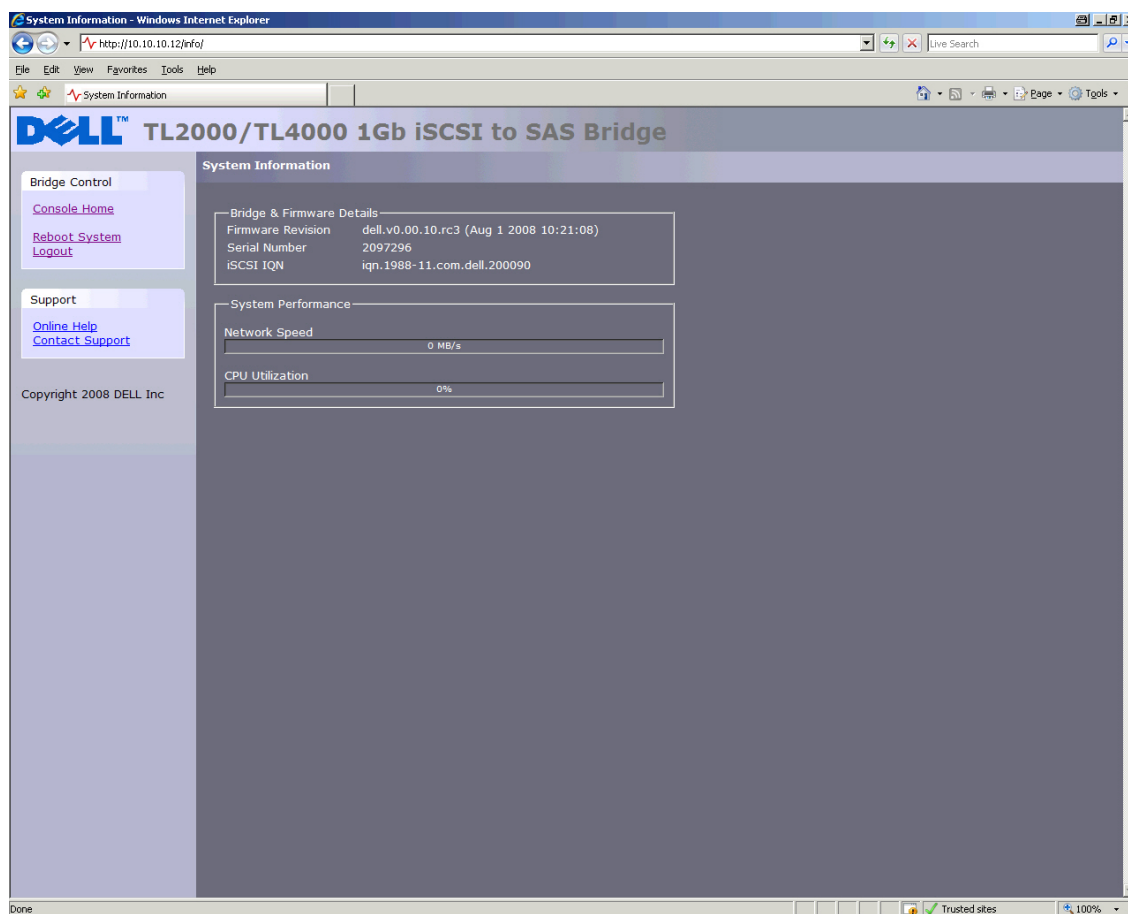 System Information - Windows Internet Explorer
http://10.10.10.12/info/
Live Search
File Edit View Favorites Tools Help
System Information
Page Tools
DELL™ TL2000/TL4000 1Gb iSCSI to SAS Bridge
System Information
Bridge Control
Console Home
Reboot System
Logout
Support
Online Help
Contact Support
Copyright 2008 DELL Inc
Bridge & Firmware Details
Firmware Revision dell.v0.00.10.rc3 (Aug 1 2008 10:21:08)
Serial Number 2097296
iSCSI IQN iqn.1988-11.com.dell.200090
System Performance
Network Speed
0 MB/s
CPU Utilization
0%
Done
Trusted sites
100%